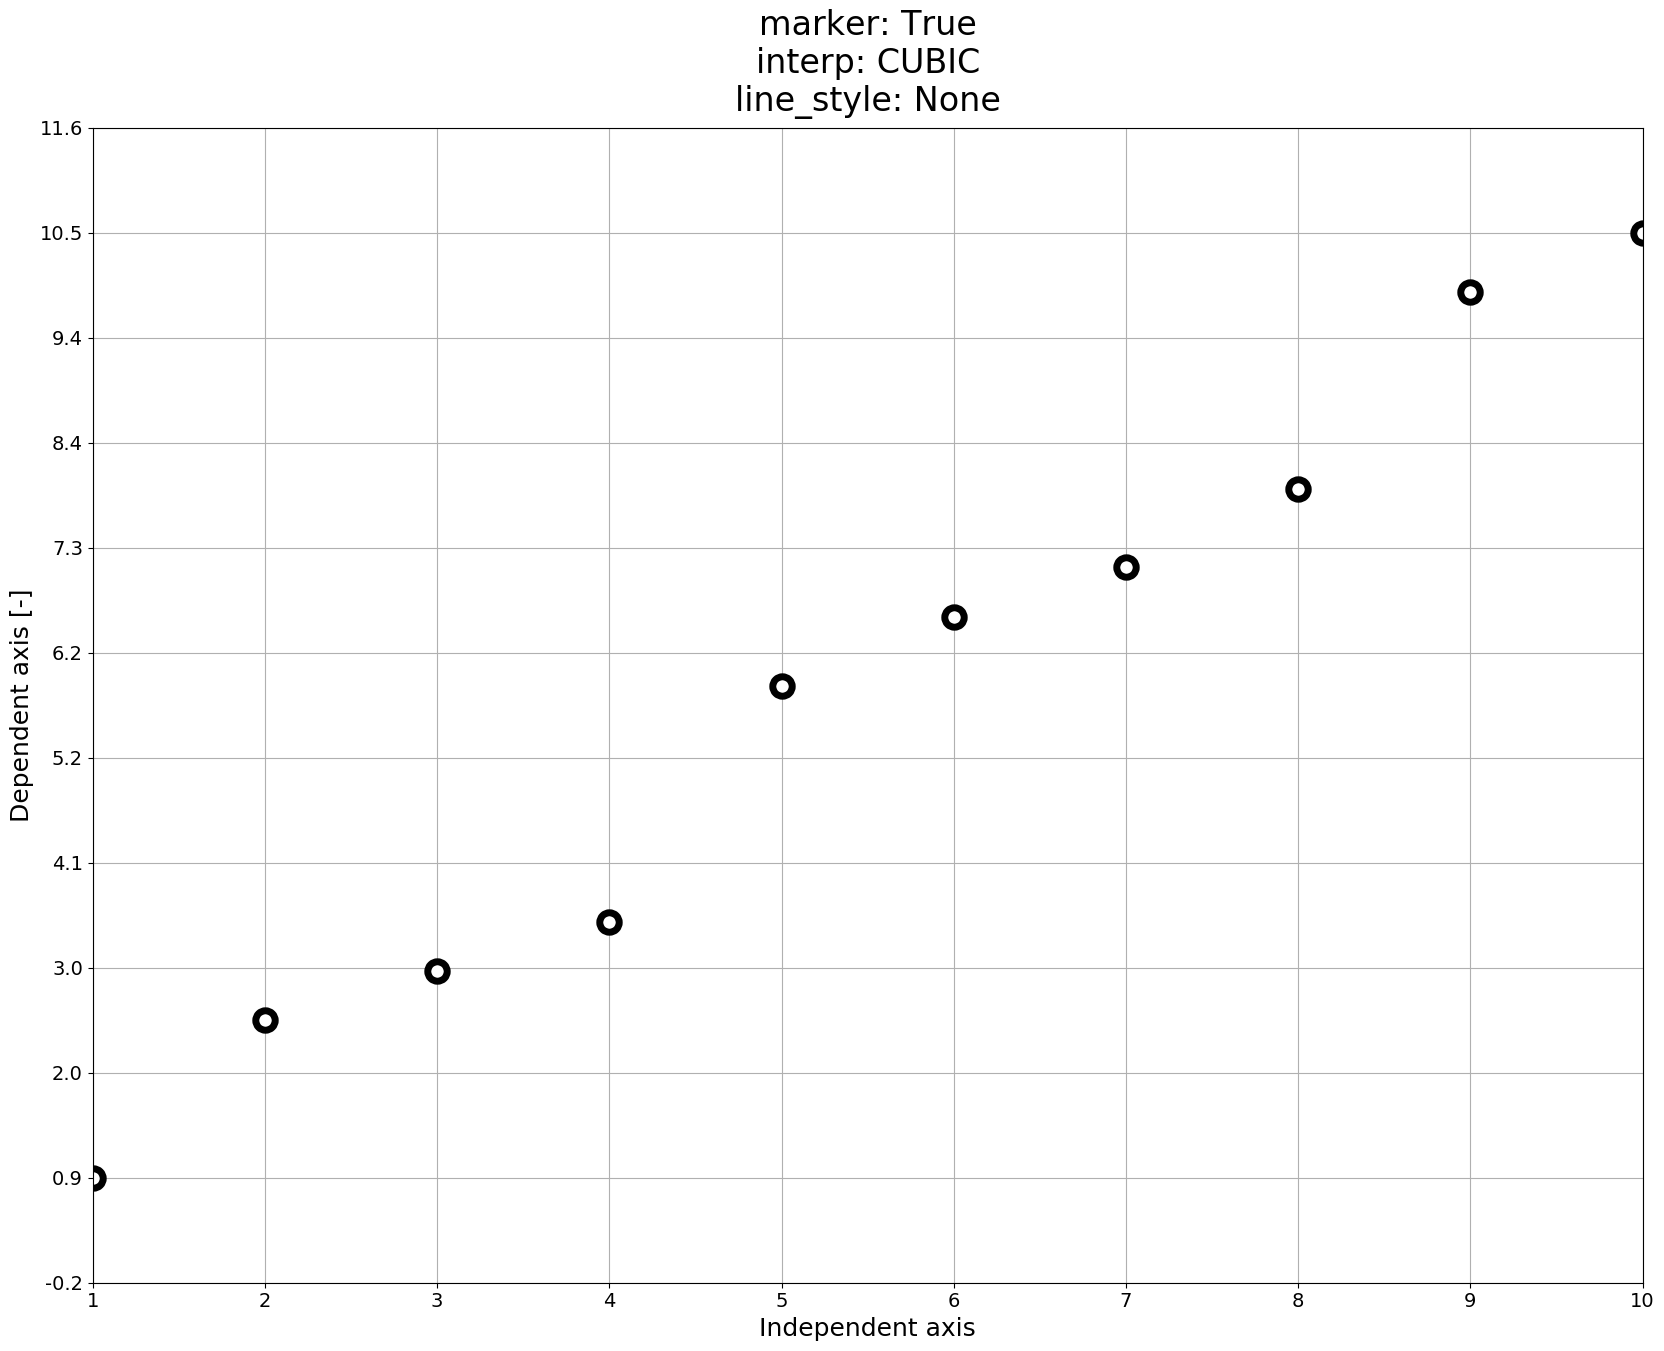 marker: True
interp: CUBIC
line_style: None
11.6
10.5
9.4
8.4
7.3
6.2
5.2
4.1
3.0
2.0
0.9
-0.2
Dependent axis [-]
1 2 3 4 5 6 7 8 9 10
Independent axis